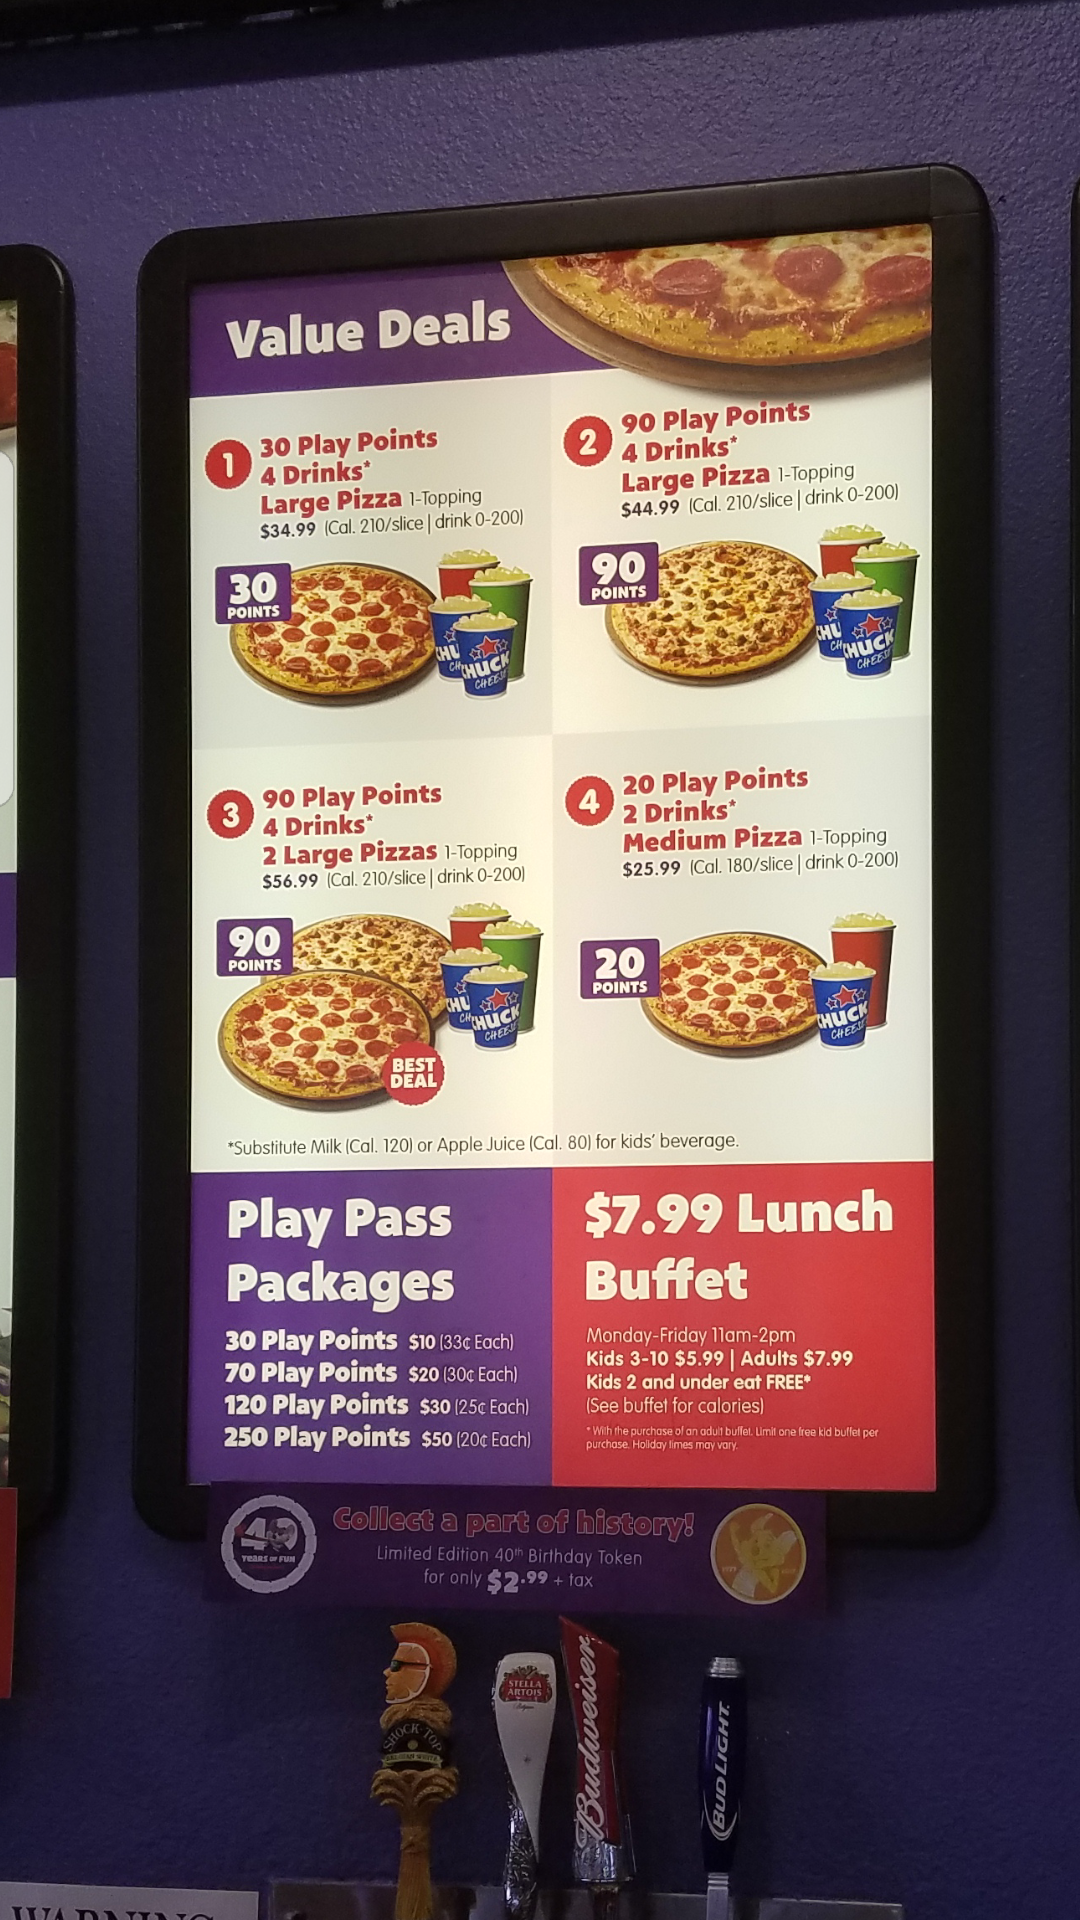 Value Deals
1
30 Play Points
4 Drinks*
Large Pizza 1-Topping
$34.99 (Cal. 210/slice | drink 0-200)
30
POINTS
CHUCK
CHEESE
2
90 Play Points
4 Drinks*
Large Pizza 1-Topping
$44.99 (Cal. 210/slice | drink 0-200)
90
POINTS
CHUCK
CHEESE
3
90 Play Points
4 Drinks*
2 Large Pizzas 1-Topping
$56.99 (Cal. 210/slice | drink 0-200)
90
POINTS
CHUCK
CHEESE
BEST
DEAL
4
20 Play Points
2 Drinks*
Medium Pizza 1-Topping
$25.99 (Cal. 180/slice | drink 0-200)
20
POINTS
CHUCK
CHEESE
*Substitute Milk (Cal. 120) or Apple Juice (Cal. 80) for kids' beverage.
Play Pass
Packages
30 Play Points $10 (33¢ Each)
70 Play Points $20 (30¢ Each)
120 Play Points $30 (25¢ Each)
250 Play Points $50 (20¢ Each)
$7.99 Lunch
Buffet
Monday-Friday 11am-2pm
Kids 3-10 $5.99 | Adults $7.99
Kids 2 and under eat FREE*
(See buffet for calories)
* With the purchase of an adult buffet. Limit one free kid buffet per
purchase. Holiday times may vary.
40
YEARS OF FUN
Collect a part of history!
Limited Edition 40th Birthday Token
for only $2.99 + tax
SHOCK-TOP
STELLA
ARTOIS
Budweiser
BUD LIGHT
WARNING